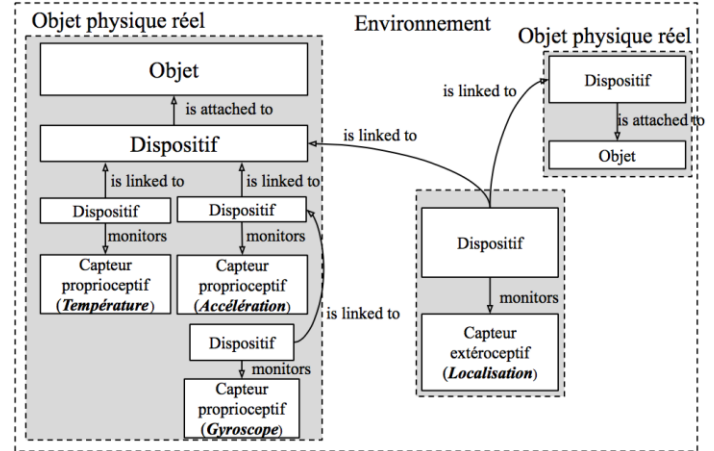 Objet physique réel
Environnement
Objet physique réel
Objet
is attached to
Dispositif
is linked to
is linked to
Dispositif
Dispositif
monitors
monitors
Capteur
proprioceptif
(Température)
Capteur
proprioceptif
(Accélération)
is linked to
Dispositif
monitors
Capteur
proprioceptif
(Gyroscope)
is linked to
is linked to
Dispositif
is attached to
Objet
Dispositif
monitors
Capteur
extéroceptif
(Localisation)